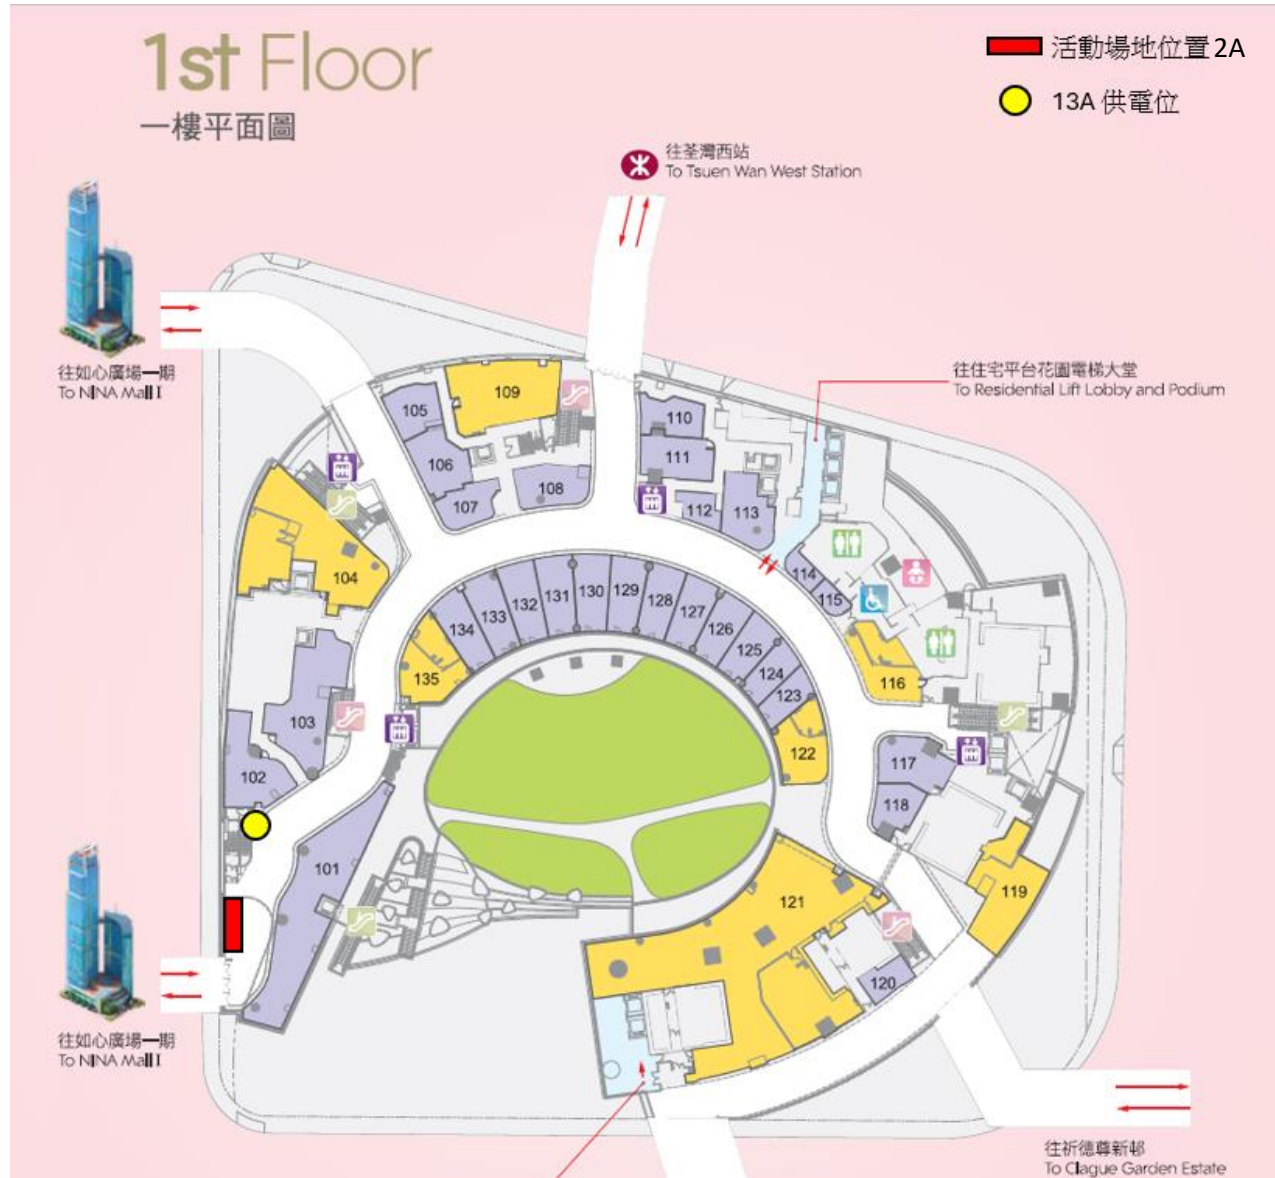 1st Floor
一樓平面圖
活動場地位置 2A
13A 供電位
往荃灣西站
To Tsuen Wan West Station
往如心廣場一期
To NINA Mall I
往住宅平台花園電梯大堂
To Residential Lift Lobby and Podium
109
105
110
106
111
108
107
112
113
104
114
115
131
130
129
132
128
133
127
134
126
125
124
123
135
116
103
122
117
102
118
101
119
121
120
往如心廣場一期
To NINA Mall I
往祈德尊新邨
To Clague Garden Estate